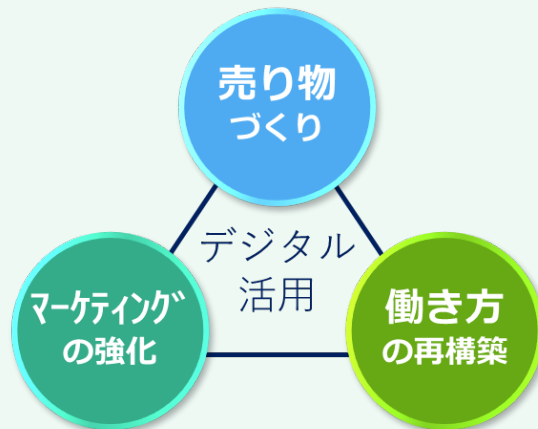 売り物
づくり
デジタル
活用
ﾏｰｹﾃｨﾝｸﾞ
の強化
働き方
の再構築